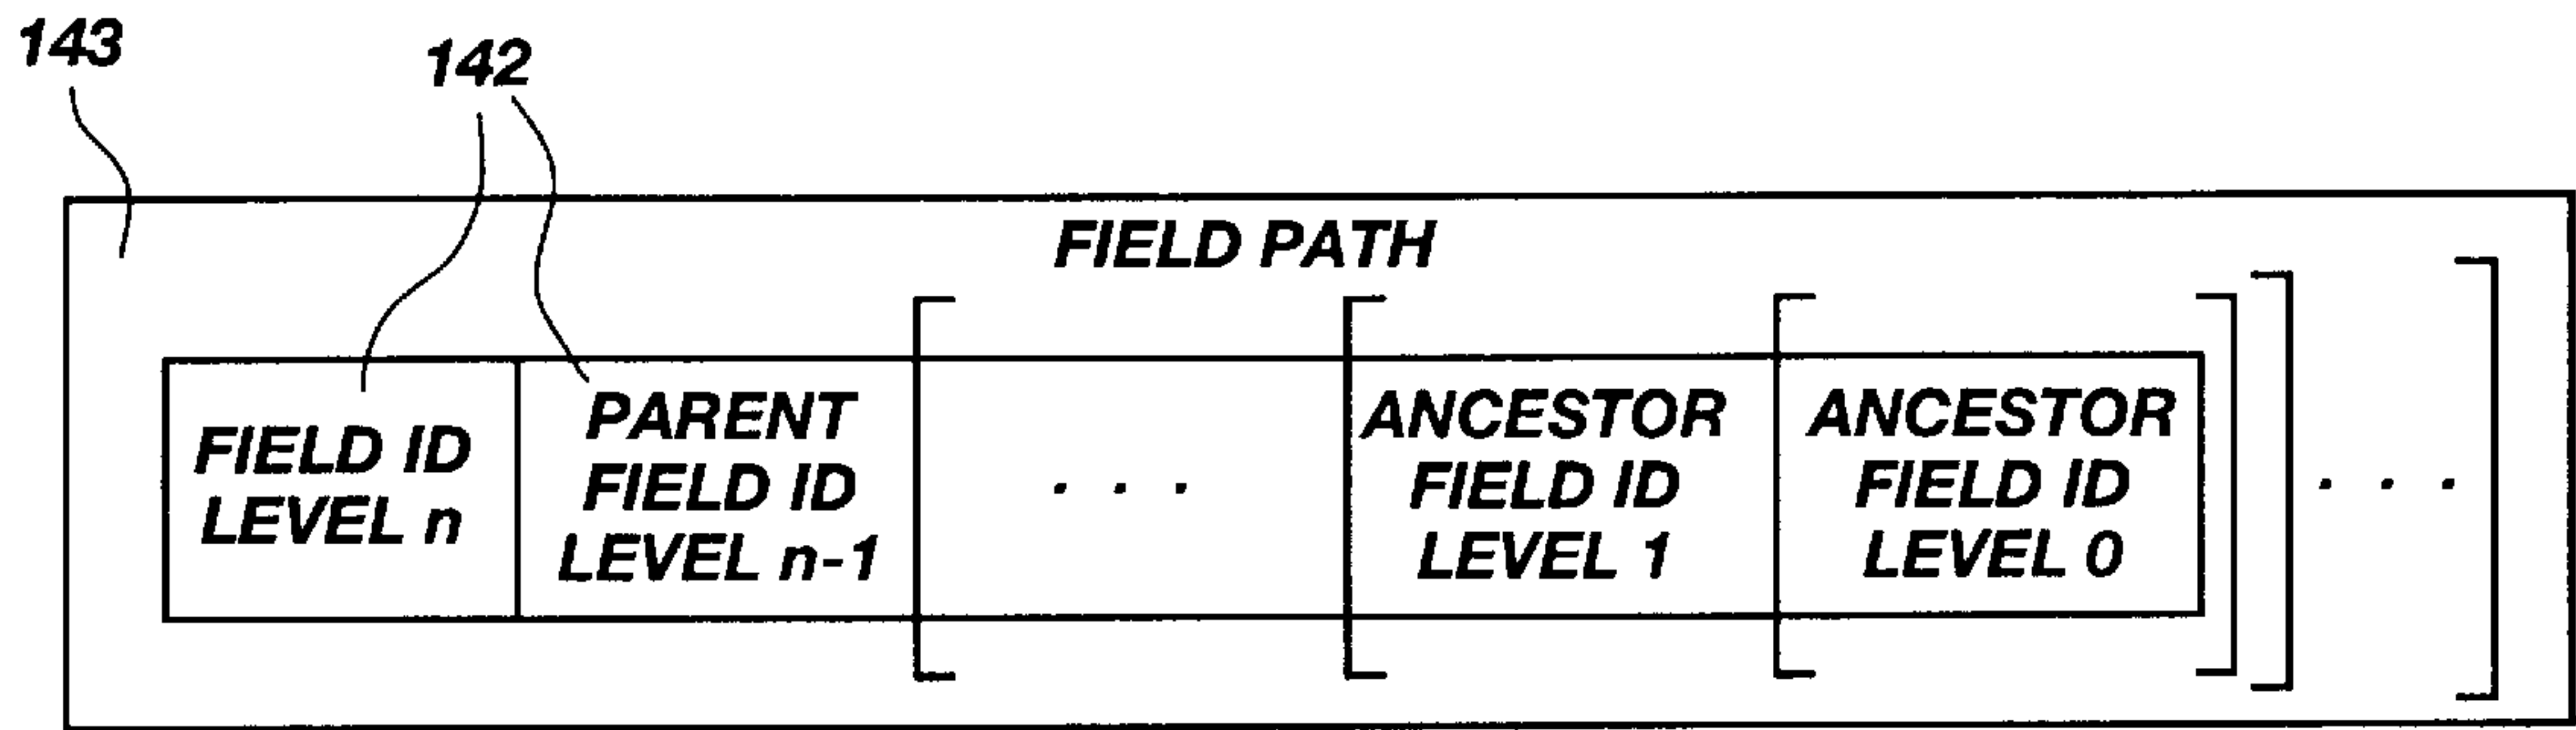 143
142
FIELD PATH
FIELD ID
LEVEL n
PARENT
FIELD ID
LEVEL n-1
. . .
ANCESTOR
FIELD ID
LEVEL 1
ANCESTOR
FIELD ID
LEVEL 0
. . .